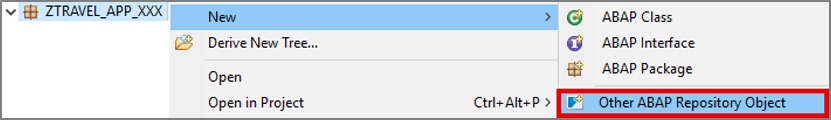 ZTRAVEL_APP_XXX
New
Derive New Tree...
Open
Open in Project Ctrl+Alt+P
ABAP Class
ABAP Interface
ABAP Package
Other ABAP Repository Object